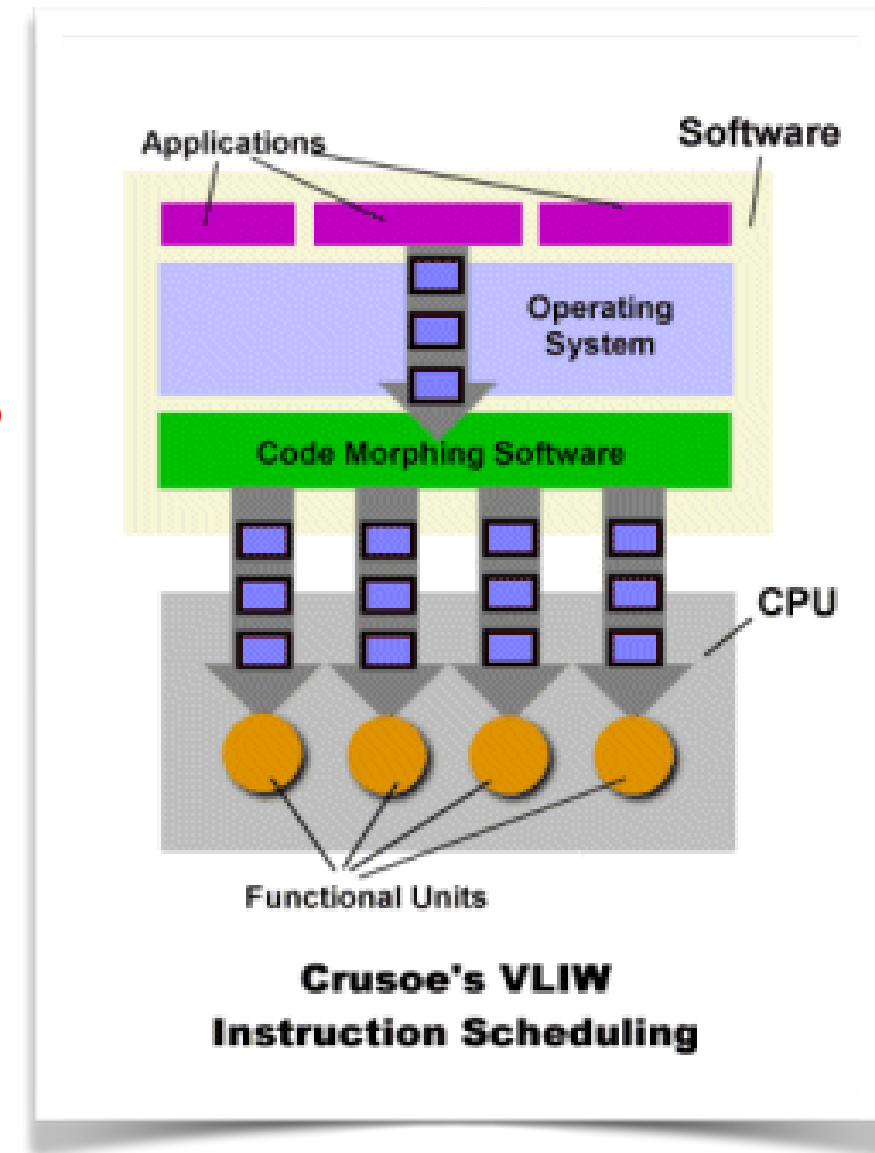 Applications
Software
Operating
System
Code Morphing Software
CPU
Functional Units
Crusoe's VLIW
Instruction Scheduling